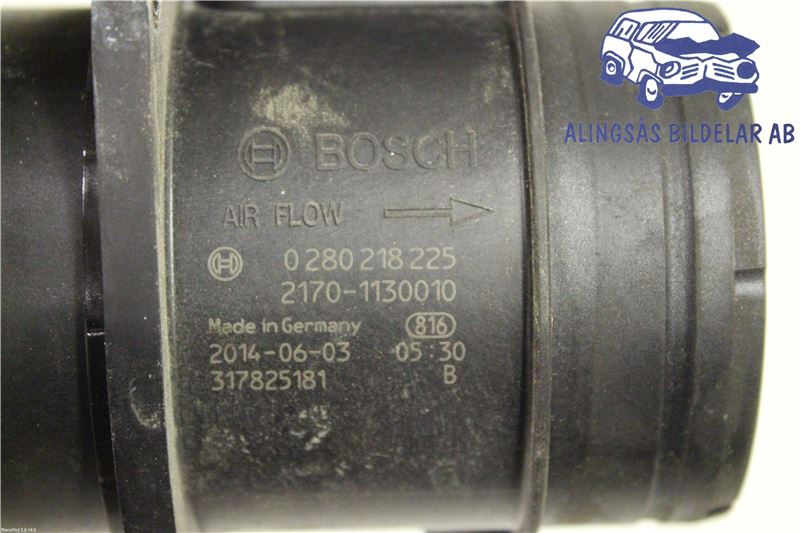 ALINGSÅS BILDELAR AB
BOSCH
AIR FLOW
0 280 218 225
2170-1130010
Made in Germany 816
2014-06-03 05:30
317825181 B